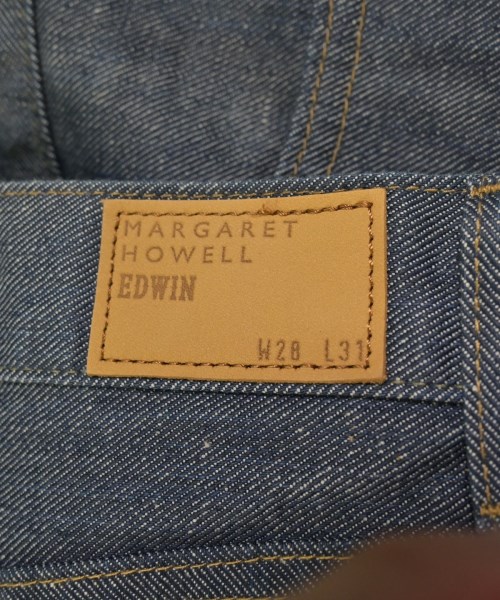 MARGARET
HOWELL
EDWIN
W28 L31